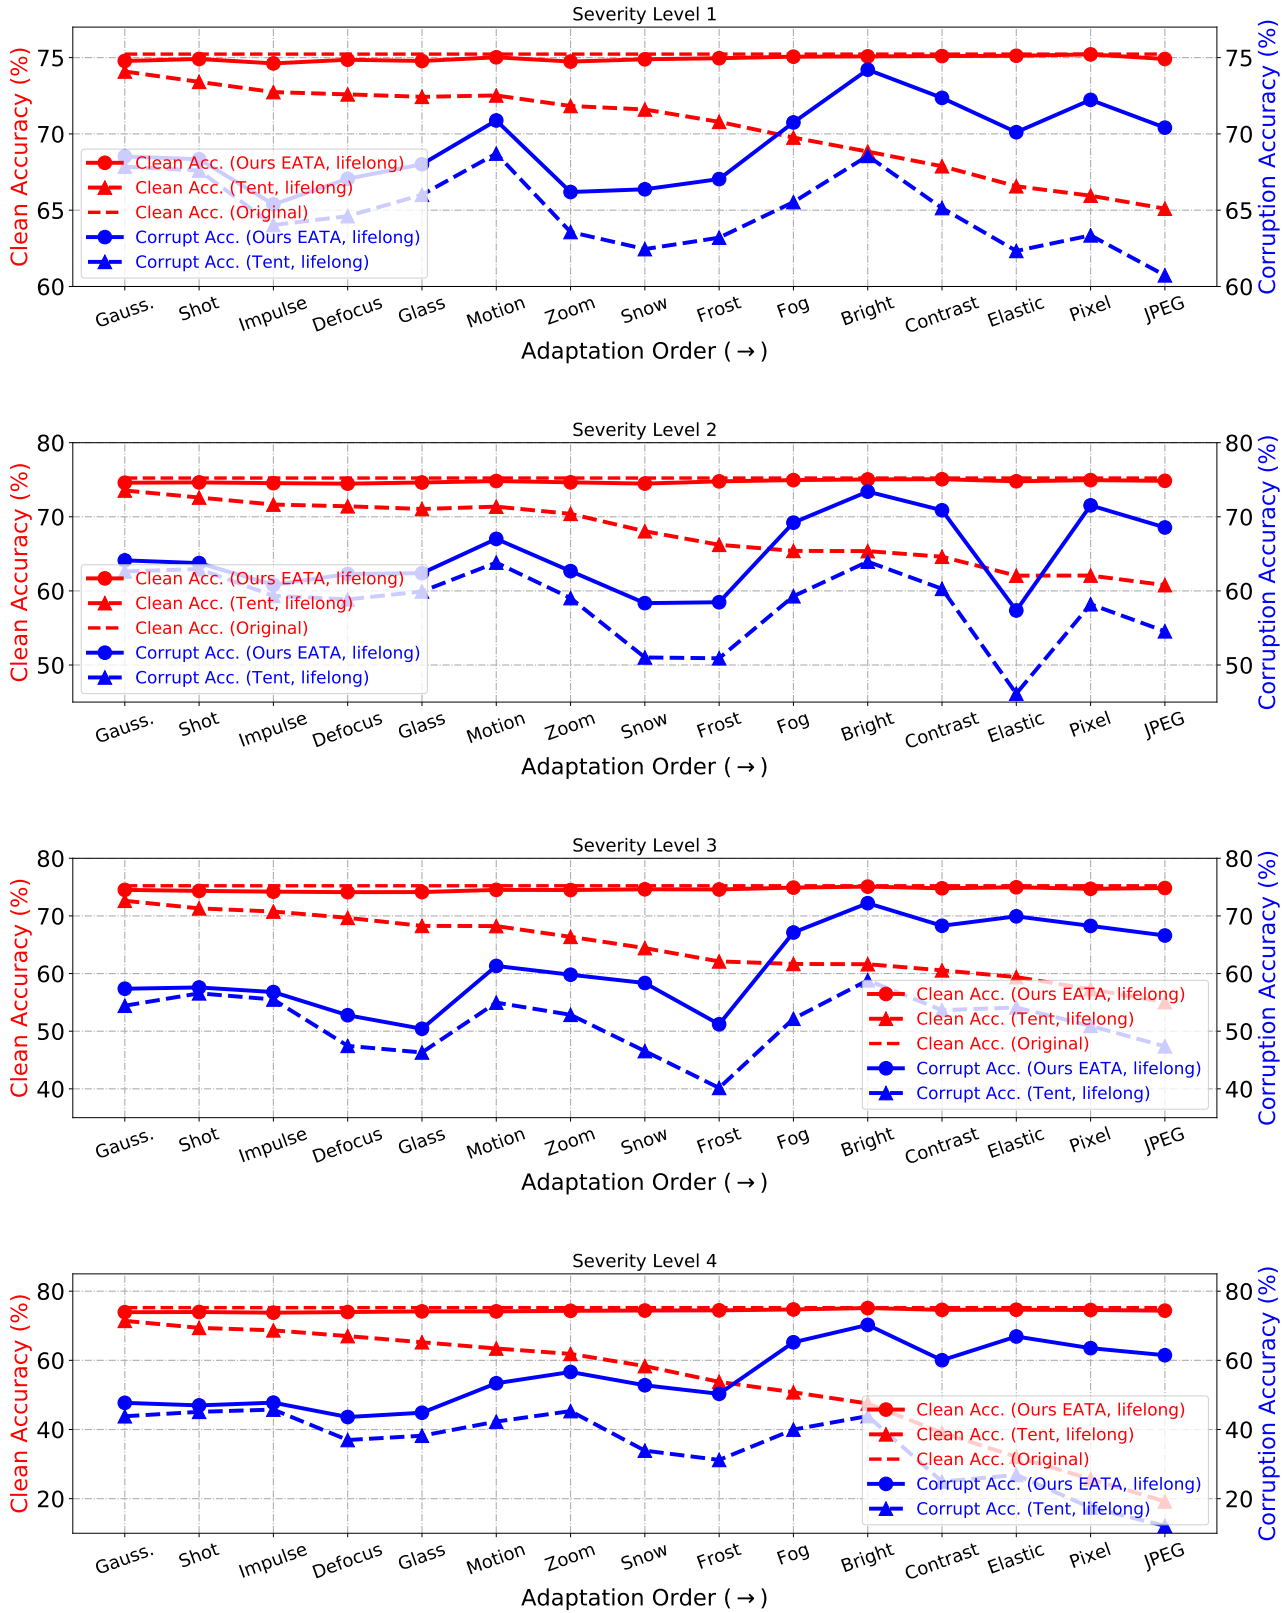 Severity Level 1
Clean Accuracy (%)
75
70
65
60
Clean Acc. (Ours EATA, lifelong)
Clean Acc. (Tent, lifelong)
Clean Acc. (Original)
Corrupt Acc. (Ours EATA, lifelong)
Corrupt Acc. (Tent, lifelong)
75
70
65
60
Corruption Accuracy (%)
Gauss. Shot Impulse Defocus Glass Motion Zoom Snow Frost Fog Bright Contrast Elastic Pixel JPEG
Adaptation Order (→)
Severity Level 2
Clean Accuracy (%)
80
70
60
50
Clean Acc. (Ours EATA, lifelong)
Clean Acc. (Tent, lifelong)
Clean Acc. (Original)
Corrupt Acc. (Ours EATA, lifelong)
Corrupt Acc. (Tent, lifelong)
80
70
60
50
Corruption Accuracy (%)
Gauss. Shot Impulse Defocus Glass Motion Zoom Snow Frost Fog Bright Contrast Elastic Pixel JPEG
Adaptation Order (→)
Severity Level 3
Clean Accuracy (%)
80
70
60
50
40
Clean Acc. (Ours EATA, lifelong)
Clean Acc. (Tent, lifelong)
Clean Acc. (Original)
Corrupt Acc. (Ours EATA, lifelong)
Corrupt Acc. (Tent, lifelong)
80
70
60
50
40
Corruption Accuracy (%)
Gauss. Shot Impulse Defocus Glass Motion Zoom Snow Frost Fog Bright Contrast Elastic Pixel JPEG
Adaptation Order (→)
Severity Level 4
Clean Accuracy (%)
80
60
40
20
Clean Acc. (Ours EATA, lifelong)
Clean Acc. (Tent, lifelong)
Clean Acc. (Original)
Corrupt Acc. (Ours EATA, lifelong)
Corrupt Acc. (Tent, lifelong)
80
60
40
20
Corruption Accuracy (%)
Gauss. Shot Impulse Defocus Glass Motion Zoom Snow Frost Fog Bright Contrast Elastic Pixel JPEG
Adaptation Order (→)